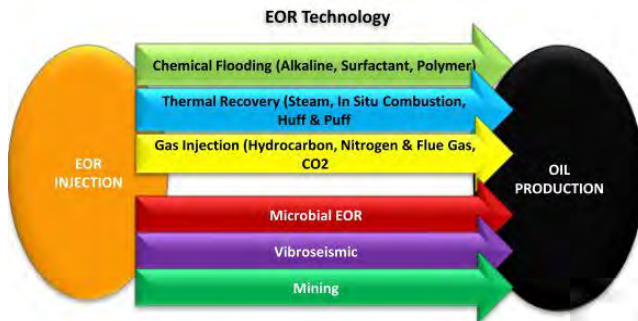 EOR Technology
Chemical Flooding (Alkaline, Surfactant, Polymer)
Thermal Recovery (Steam, In Situ Combustion,
Huff & Puff
Gas Injection (Hydrocarbon, Nitrogen & Flue Gas,
CO2
EOR
INJECTION
OIL
PRODUCTION
Microbial EOR
Vibroseismic
Mining